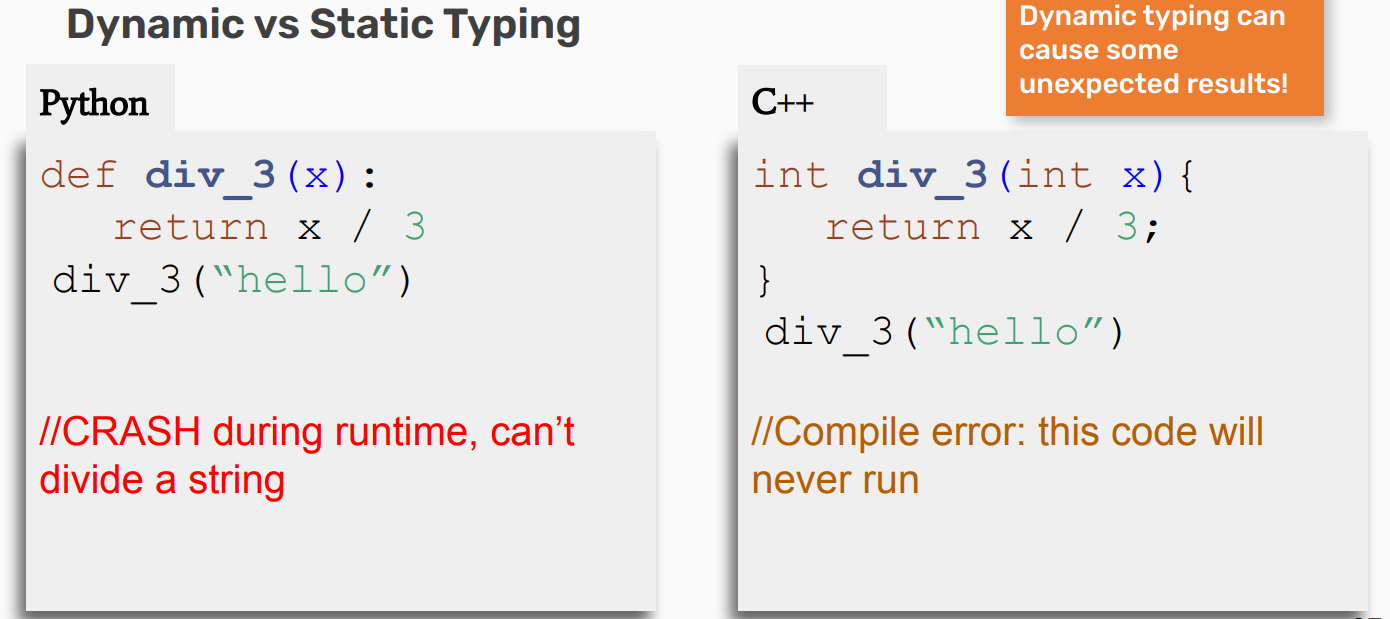 Dynamic vs Static Typing
Dynamic typing can
cause some
unexpected results!
Python
def div_3(x):
return x / 3
div_3(“hello”)
//CRASH during runtime, can’t
divide a string
C++
int div_3(int x){
return x / 3;
}
div_3(“hello”)
//Compile error: this code will
never run